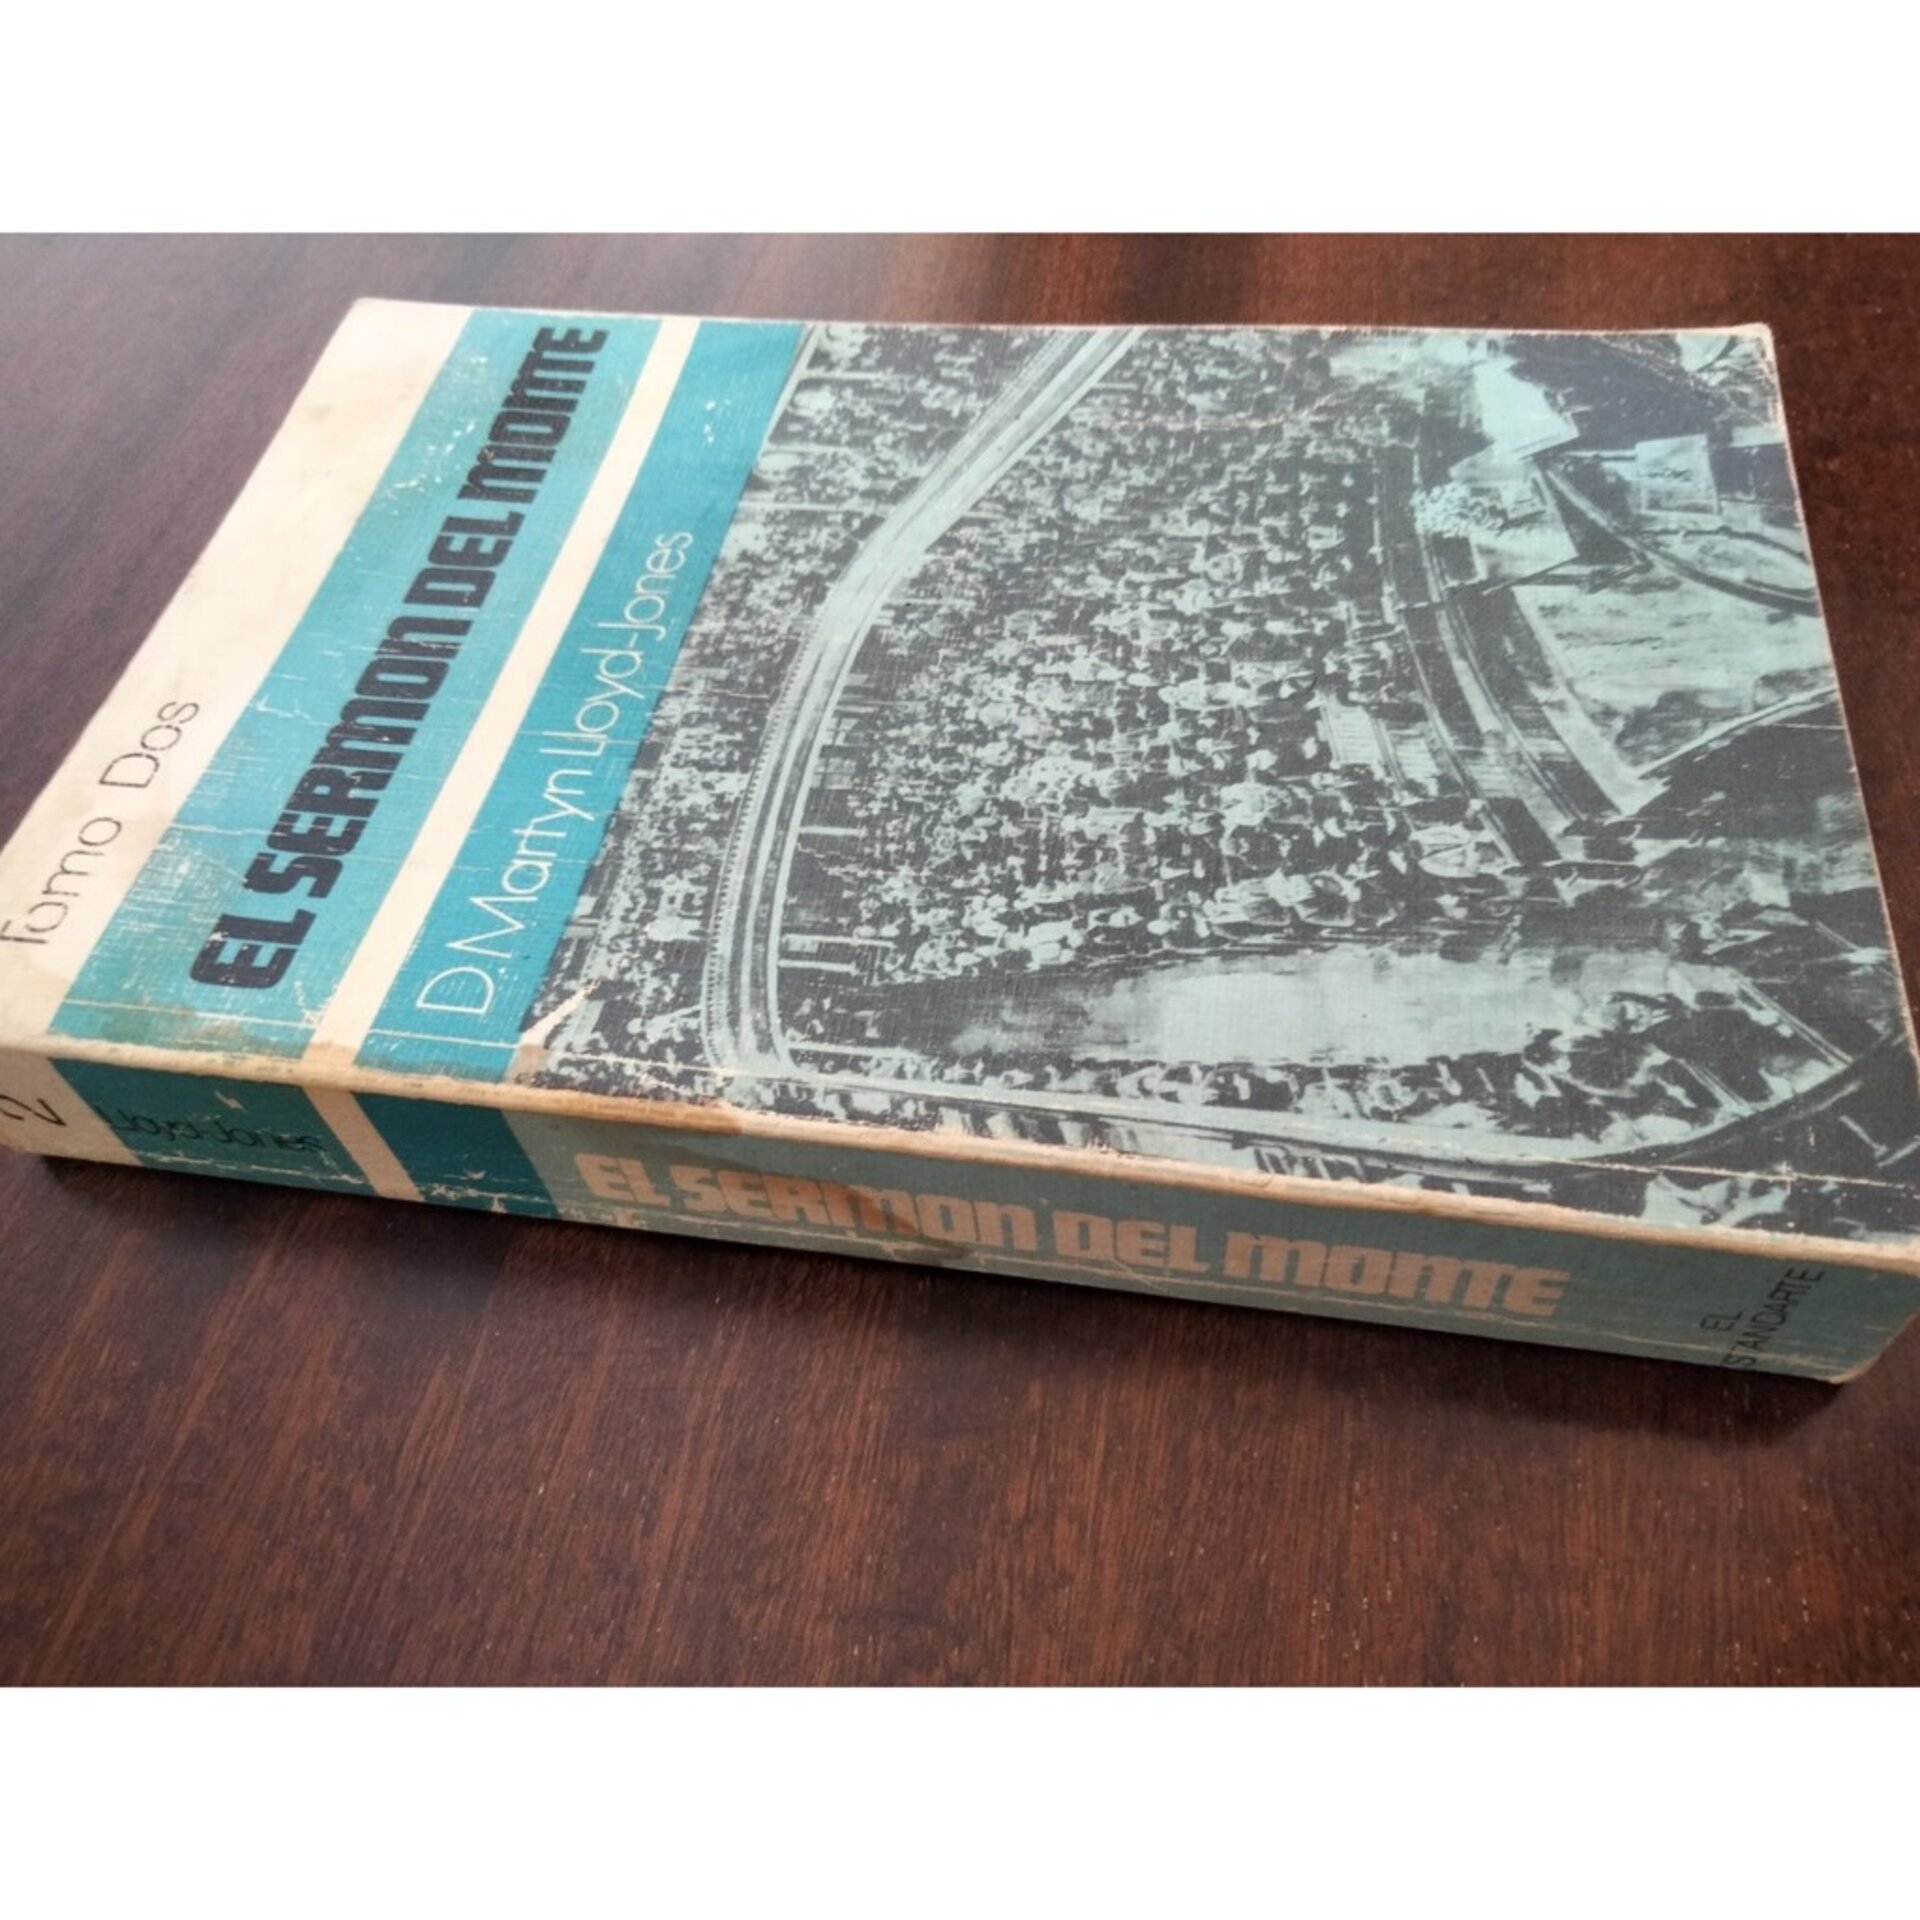 Tomo Dos
EL SERMON DEL MONTE
D. Martyn Lloyd-Jones
2
Lloyd-Jones
EL SERMON DEL MONTE
EL
STANDARTE